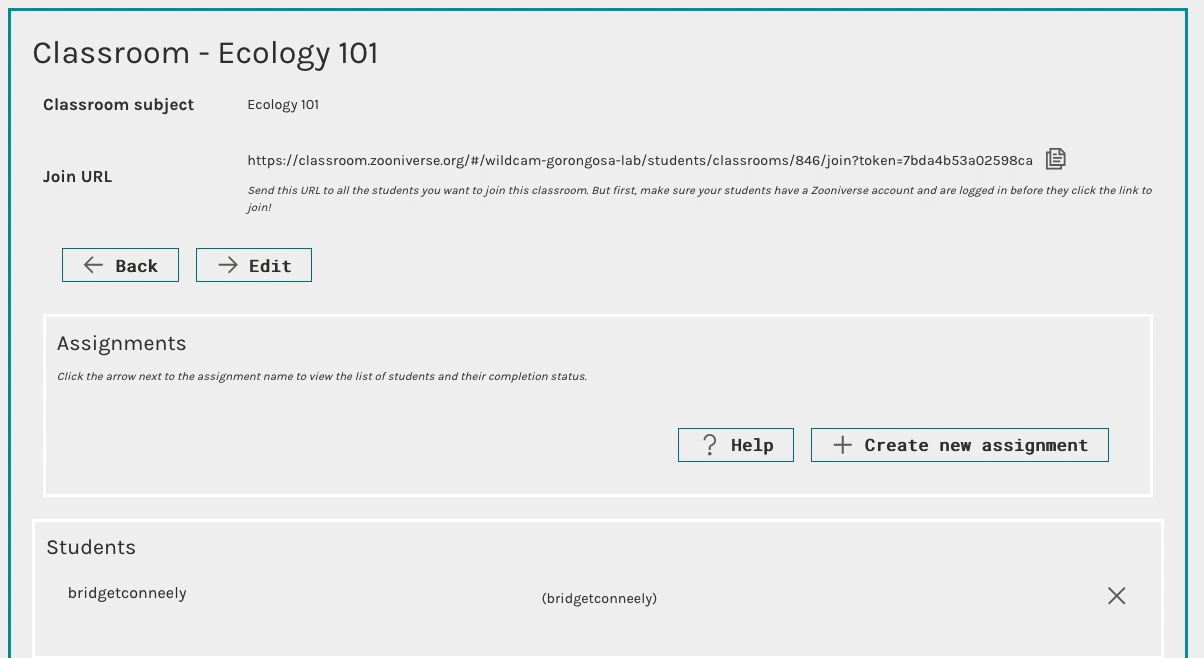 Classroom - Ecology 101
Classroom subject
Ecology 101
Join URL
https://classroom.zooniverse.org/#/wildcam-gorongosa-lab/students/classrooms/846/join?token=7bda4b53a02598ca
Send this URL to all the students you want to join this classroom. But first, make sure your students have a Zooniverse account and are logged in before they click the link to
join!
Back
Edit
Assignments
Click the arrow next to the assignment name to view the list of students and their completion status.
Help
Create new assignment
Students
bridgetconneely
(bridgetconneely)